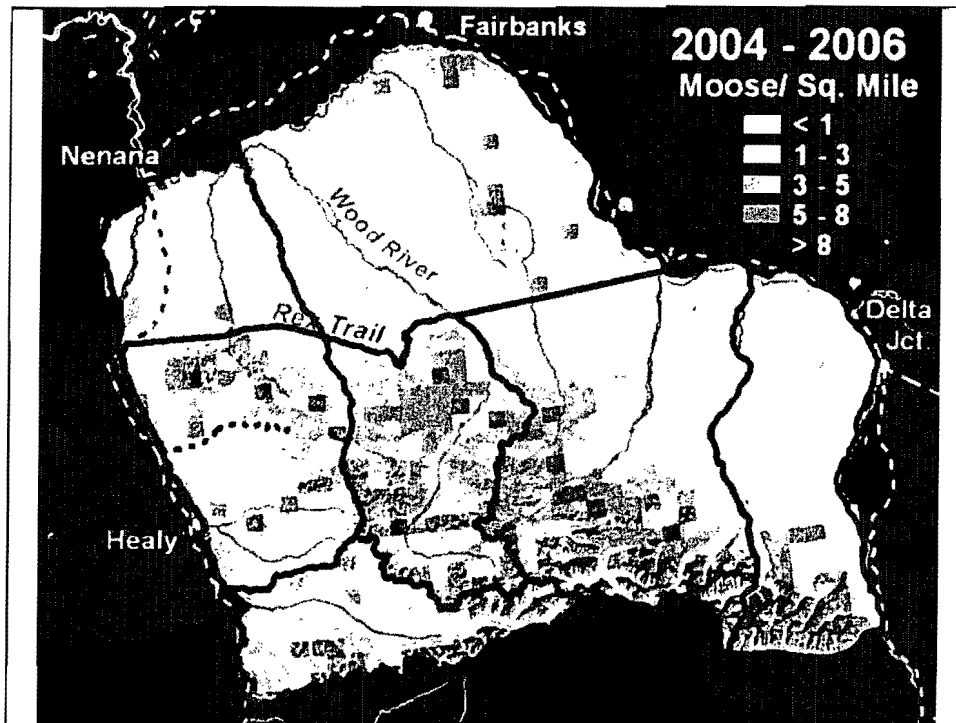 Fairbanks
2004 - 2006
Moose/ Sq. Mile
< 1
1 - 3
3 - 5
5 - 8
> 8
Nenana
Wood River
Rex Trail
Delta
Jct.
Healy